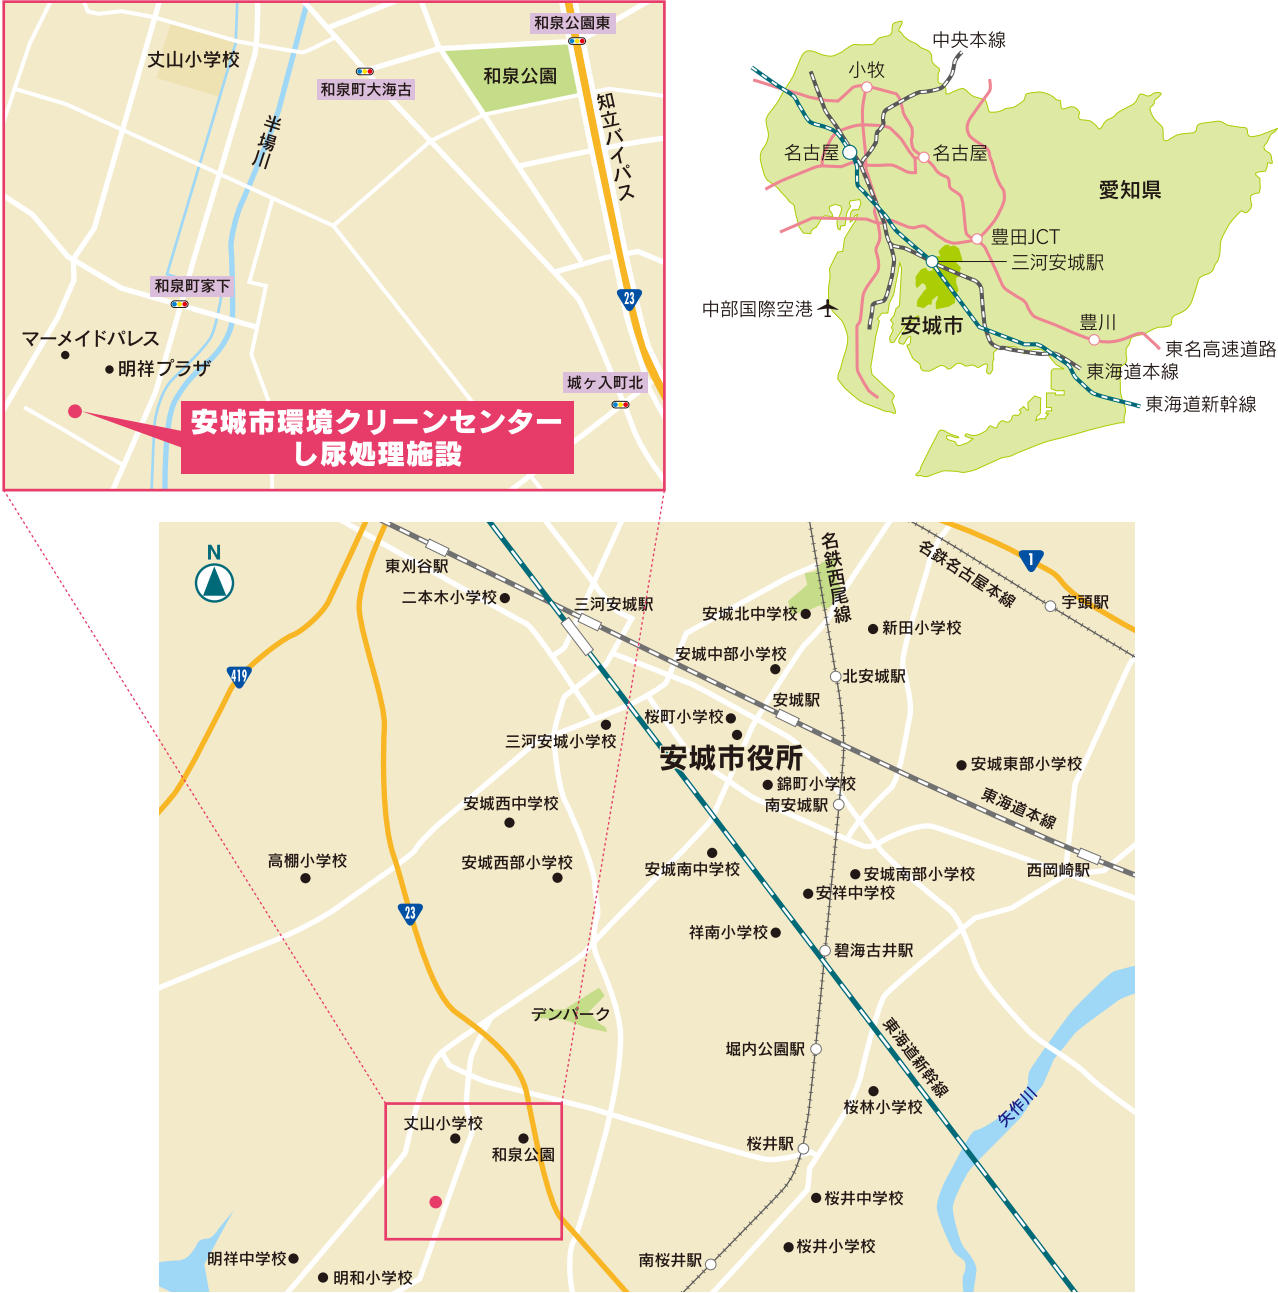 和泉公園東
丈山小学校
和泉公園
和泉町大海古
知立バイパス
半場川
和泉町家下
23
マーメイドパレス
明祥プラザ
城ヶ入町北
安城市環境クリーンセンター
し尿処理施設
中央本線
小牧
名古屋
名古屋
愛知県
豊田JCT
三河安城駅
中部国際空港
安城市
豊川
東名高速道路
東海道本線
東海道新幹線
N
東刈谷駅
名鉄西尾線
名鉄名古屋本線
1
二本木小学校
三河安城駅
安城北中学校
宇頭駅
新田小学校
安城中部小学校
419
北安城駅
安城駅
桜町小学校
三河安城小学校
安城市役所
安城東部小学校
錦町小学校
安城西中学校
南安城駅
東海道本線
高棚小学校
安城西部小学校
安城南中学校
西岡崎駅
安城南部小学校
安祥中学校
23
祥南小学校
碧海古井駅
デンパーク
東海道新幹線
堀内公園駅
桜林小学校
矢作川
丈山小学校
和泉公園
桜井駅
桜井中学校
明祥中学校
南桜井駅
桜井小学校
明和小学校